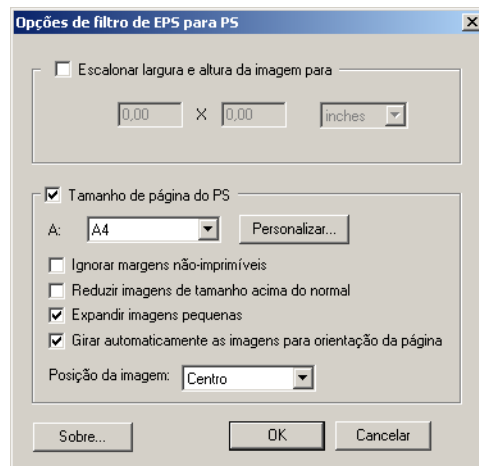 Opções de filtro de EPS para PS
Escalonar largura e altura da imagem para
0,00 X 0,00 inches
Tamanho de página do PS
A: A4 Personalizar...
Ignorar margens não-imprimíveis
Reduzir imagens de tamanho acima do normal
Expandir imagens pequenas
Girar automaticamente as imagens para orientação da página
Posição da imagem: Centro
Sobre... OK Cancelar